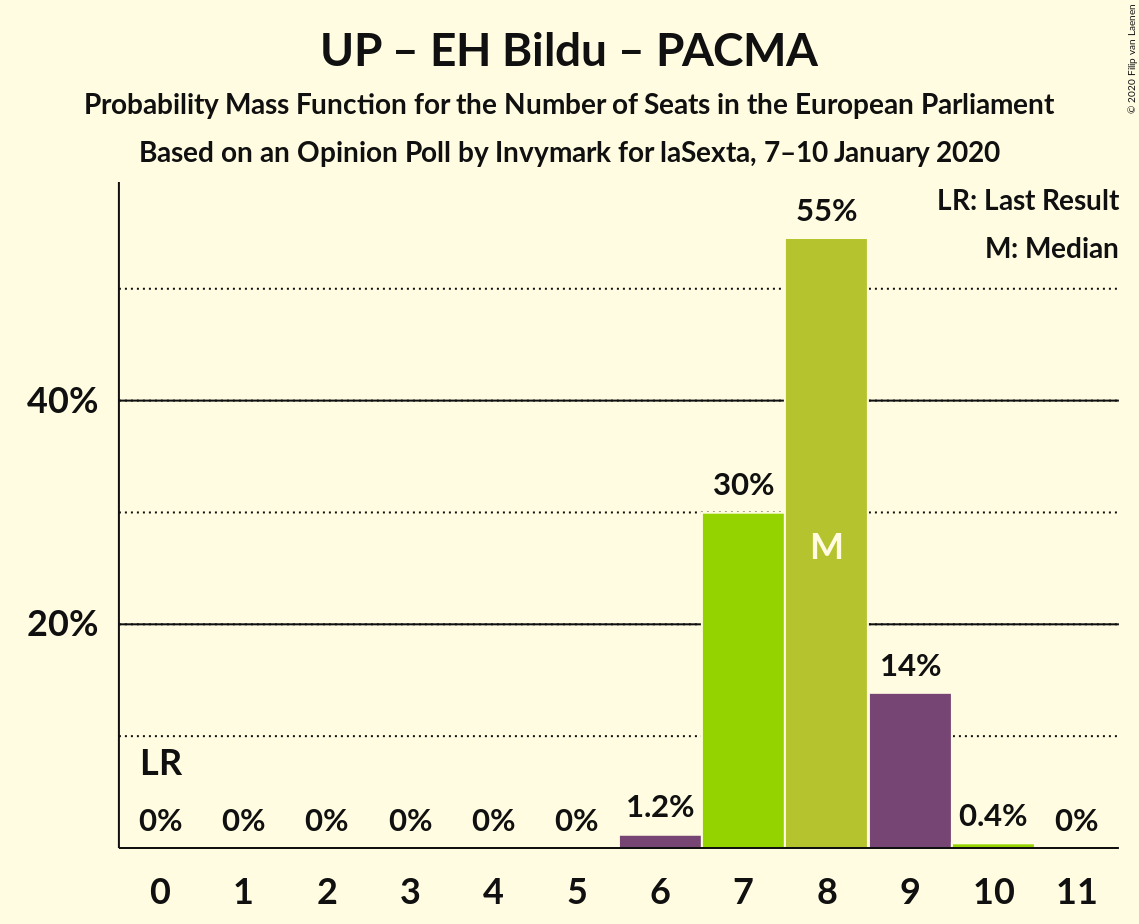 UP – EH Bildu – PACMA
Probability Mass Function for the Number of Seats in the European Parliament
Based on an Opinion Poll by Invymark for laSexta, 7–10 January 2020
© 2020 Filip van Laenen
LR: Last Result
M: Median
55%
40%
30%
M
20%
14%
LR
0% 0% 0% 0% 0% 0% 1.2% 0.4% 0%
0 1 2 3 4 5 6 7 8 9 10 11